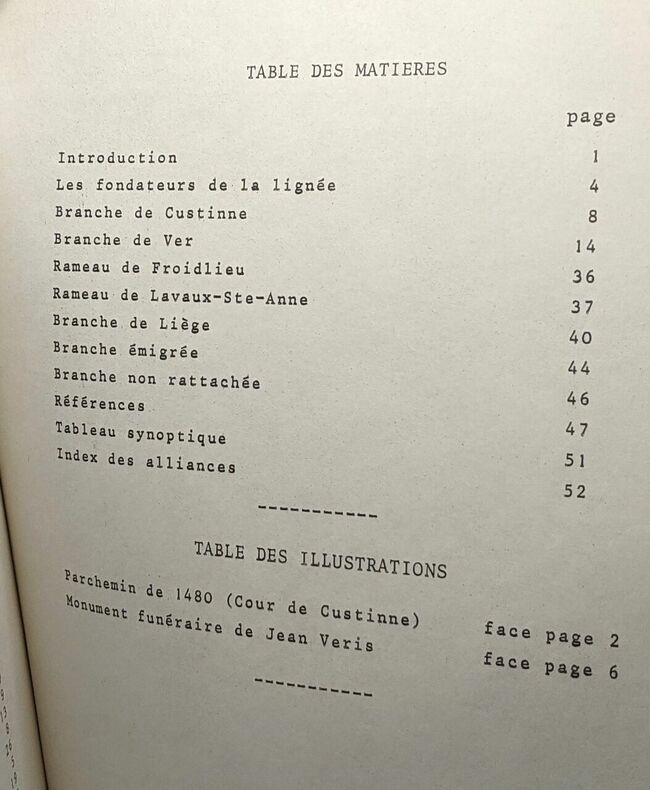 TABLE DES MATIERES
page
Introduction 1
Les fondateurs de la lignée 4
Branche de Custinne 8
Branche de Ver 14
Rameau de Froidlieu 36
Rameau de Lavaux-Ste-Anne 37
Branche de Liège 40
Branche émigrée 44
Branche non rattachée 46
Références 47
Tableau synoptique 51
Index des alliances 52
-----------
TABLE DES ILLUSTRATIONS
Parchemin de 1480 (Cour de Custinne) face page 2
Monument funéraire de Jean Veris face page 6
-----------